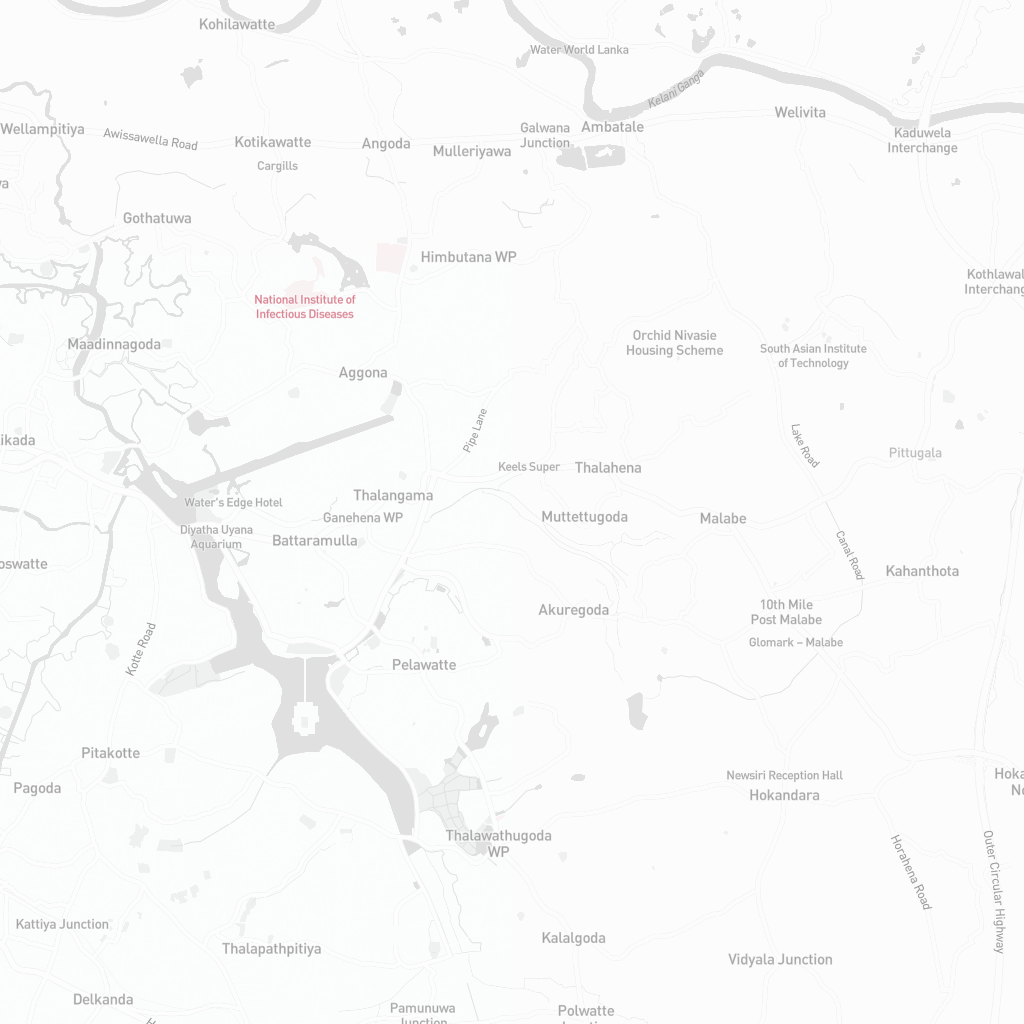 Kohilawatte
Water World Lanka
Kelani Ganga
Welivita
Wellampitiya
Awissawella Road
Kotikawatte
Angoda
Mulleriyawa
Galwana
Junction
Ambatale
Kaduwela
Interchange
Cargills
Gothatuwa
Himbutana WP
National Institute of
Infectious Diseases
Maadinnagoda
Aggona
Orchid Nivasie
Housing Scheme
South Asian Institute
of Technology
Pipe Lane
Lake Road
Pittugala
Keels Super
Thalahena
Thalangama
Water's Edge Hotel
Ganehena WP
Muttettugoda
Malabe
Diyatha Uyana
Aquarium
Battaramulla
Canal Road
Kahanthota
Akuregoda
10th Mile
Post Malabe
Glomark – Malabe
Kotte Road
Pelawatte
Pitakotte
Pagoda
Newsiri Reception Hall
Hokandara
Thalawathugoda
WP
Horahena Road
Outer Circular Highway
Kattiya Junction
Thalapathpitiya
Kalalgoda
Vidyala Junction
Delkanda
Pamunuwa
Junction
Polwatte